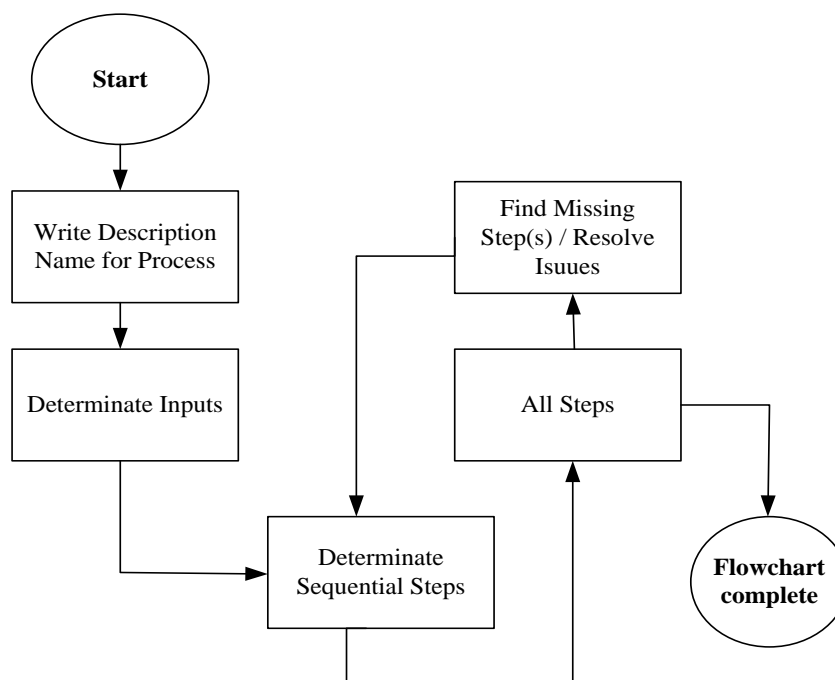 Start
Write Description
Name for Process
Determinate Inputs
Find Missing
Step(s) / Resolve
Isuues
All Steps
Determinate
Sequential Steps
Flowchart
complete